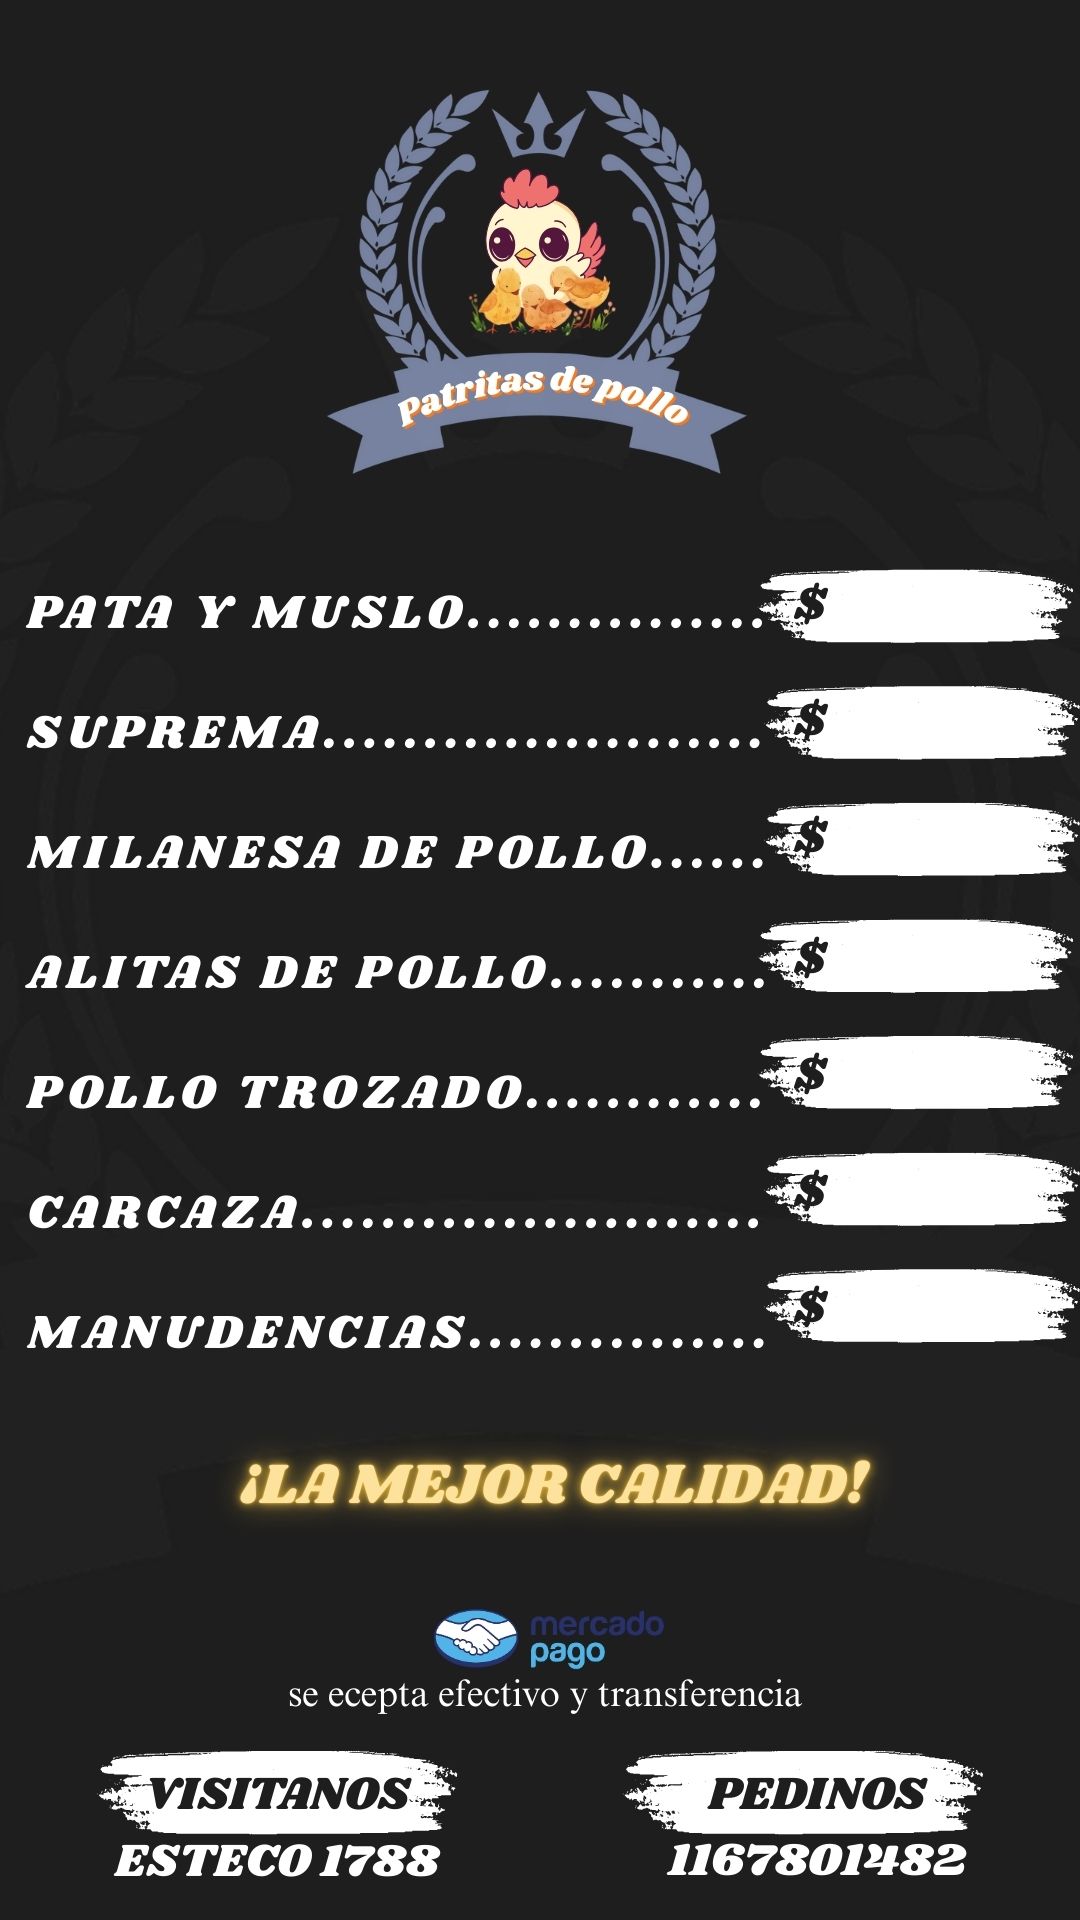 Patritas de pollo
PATA Y MUSLO............... $
SUPREMA...................... $
MILANESA DE POLLO...... $
ALITAS DE POLLO........... $
POLLO TROZADO............ $
CARCAZA....................... $
MANUDENCIAS............... $
¡LA MEJOR CALIDAD!
mercado
pago
se ecepta efectivo y transferencia
VISITANOS
ESTECO 1788
PEDINOS
1167801482